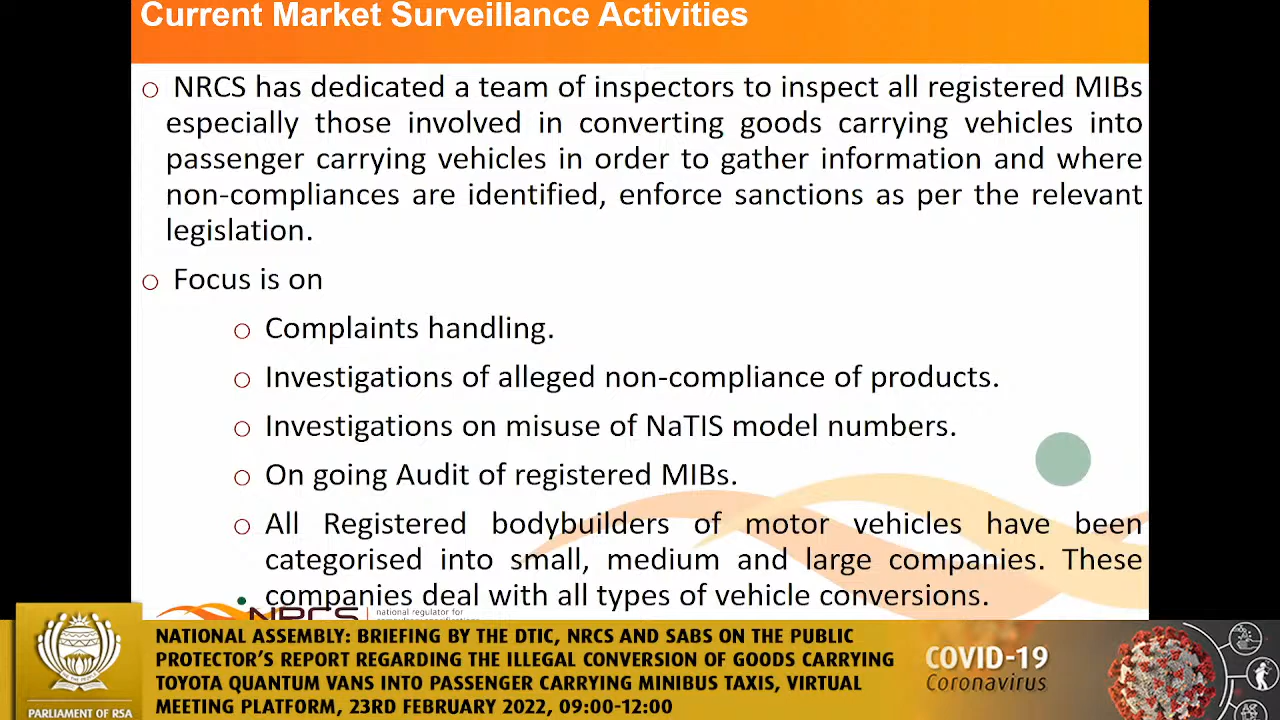 Current Market Surveillance Activities
NRCS has dedicated a team of inspectors to inspect all registered MIBs
especially those involved in converting goods carrying vehicles into
passenger carrying vehicles in order to gather information and where
non-compliances are identified, enforce sanctions as per the relevant
legislation.
Focus is on
Complaints handling.
Investigations of alleged non-compliance of products.
Investigations on misuse of NaTIS model numbers.
On going Audit of registered MIBs.
All Registered bodybuilders of motor vehicles have been
categorised into small, medium and large companies. These
companies deal with all types of vehicle conversions.
NRCS
national regulator for
NATIONAL ASSEMBLY: BRIEFING BY THE DTIC, NRCS AND SABS ON THE PUBLIC
PROTECTOR'S REPORT REGARDING THE ILLEGAL CONVERSION OF GOODS CARRYING
TOYOTA QUANTUM VANS INTO PASSENGER CARRYING MINIBUS TAXIS, VIRTUAL
MEETING PLATFORM, 23RD FEBRUARY 2022, 09:00-12:00
PARLIAMENT OF RSA
COVID-19
Coronavirus